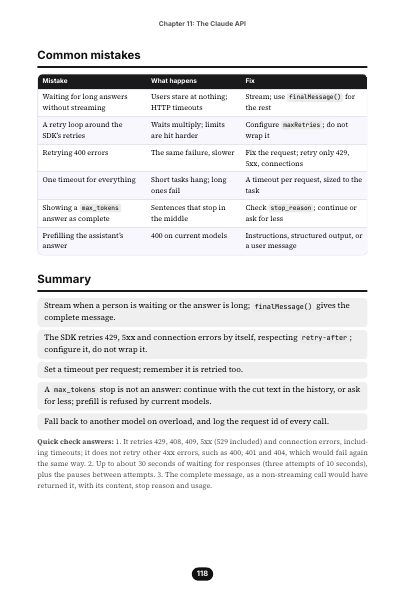 Chapter 11: The Claude API
Common mistakes
Mistake What happens Fix
Waiting for long answers without streaming Users stare at nothing; HTTP timeouts Stream; use finalMessage() for the rest
A retry loop around the SDK's retries Waits multiply; limits are hit harder Configure maxRetries; do not wrap it
Retrying 400 errors The same failure, slower Fix the request; retry only 429, 5xx, connections
One timeout for everything Short tasks hang; long ones fail A timeout per request, sized to the task
Showing a max_tokens answer as complete Sentences that stop in the middle Check stop_reason; continue or ask for less
Prefilling the assistant's answer 400 on current models Instructions, structured output, or a user message
Summary
Stream when a person is waiting or the answer is long; finalMessage() gives the
complete message.
The SDK retries 429, 5xx and connection errors by itself, respecting retry-after;
configure it, do not wrap it.
Set a timeout per request; remember it is retried too.
A max_tokens stop is not an answer: continue with the cut text in the history, or ask
for less; prefill is refused by current models.
Fall back to another model on overload, and log the request id of every call.
Quick check answers: 1. It retries 429, 408, 409, 5xx (529 included) and connection errors, includ-
ing timeouts; it does not retry other 4xx errors, such as 400, 401 and 404, which would fail again
the same way. 2. Up to about 30 seconds of waiting for responses (three attempts of 10 seconds),
plus the pauses between attempts. 3. The complete message, as a non-streaming call would have
returned it, with its content, stop reason and usage.
118